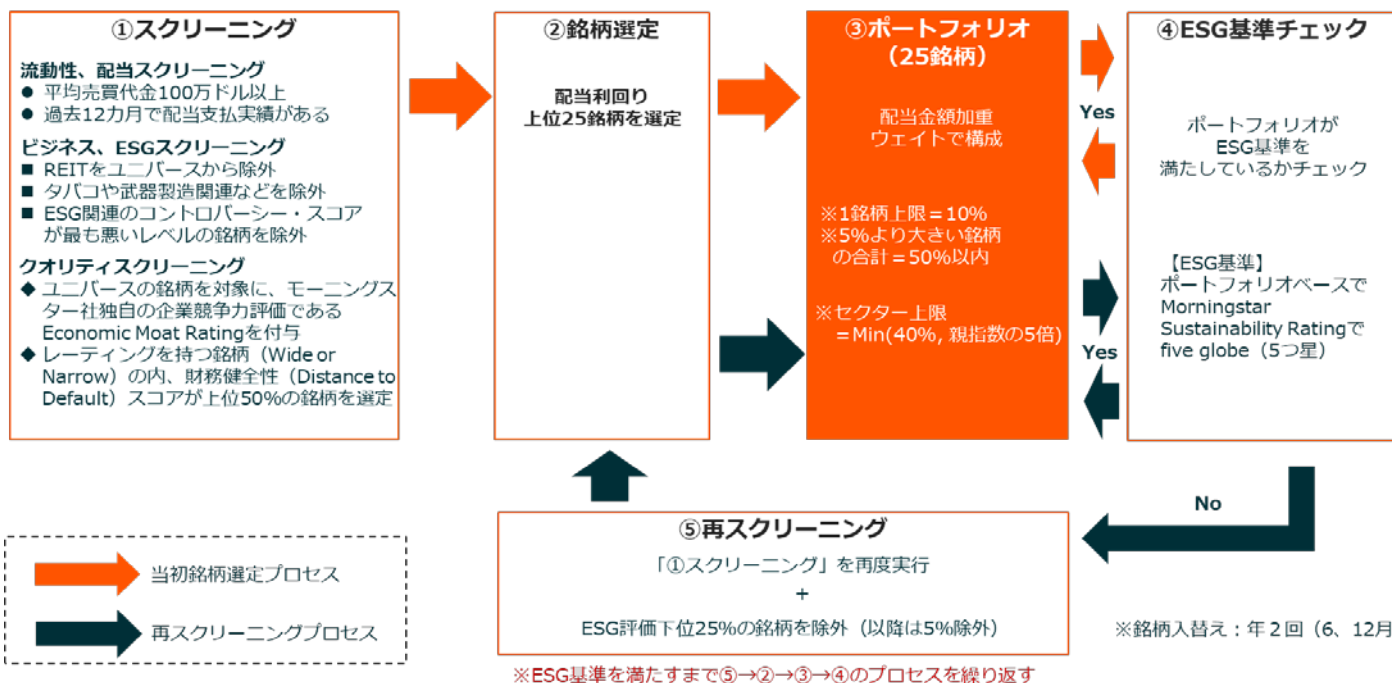 ①スクリーニング
流動性、配当スクリーニング
● 平均売買代金100万ドル以上
● 過去12カ月で配当支払実績がある
ビジネス、ESGスクリーニング
■ REITをユニバースから除外
■ タバコや武器製造関連などを除外
■ ESG関連のコントロバーシー・スコア
が最も悪いレベルの銘柄を除外
クオリティスクリーニング
◆ ユニバースの銘柄を対象に、モーニングス
ター社独自の企業競争力評価である
Economic Moat Ratingを付与
◆ レーティングを持つ銘柄（Wide or
Narrow）の内、財務健全性（Distance to
Default）スコアが上位50%の銘柄を選定
②銘柄選定
配当利回り
上位25銘柄を選定
③ポートフォリオ
（25銘柄）
配当金額加重
ウェイトで構成
※1銘柄上限＝10%
※5%より大きい銘柄
の合計＝50%以内
※セクター上限
＝Min(40%, 親指数の5倍)
Yes
Yes
④ESG基準チェック
ポートフォリオが
ESG基準を
満たしているかチェック
【ESG基準】
ポートフォリオベースで
Morningstar
Sustainability Ratingで
five globe（5つ星）
No
⑤再スクリーニング
「①スクリーニング」を再度実行
+
ESG評価下位25%の銘柄を除外（以降は5%除外）
※ESG基準を満たすまで⑤→②→③→④のプロセスを繰り返す
※銘柄入替え：年２回（6、12月
当初銘柄選定プロセス
再スクリーニングプロセス